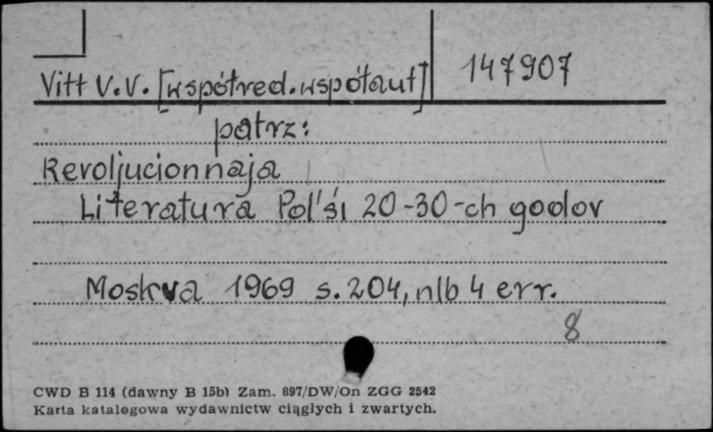 Vitt V.V. [współred. współaut] 147907
patrz:
Revoljucionnaja
Literatura Pol'śi 20-30-ch godov
Moskva 1969 s. 204, nlb 4 err.
8
CWD B 114 (dawny B 15b) Zam. 897/DW/On ZGG 2542
Karta katalogowa wydawnictw ciągłych i zwartych.